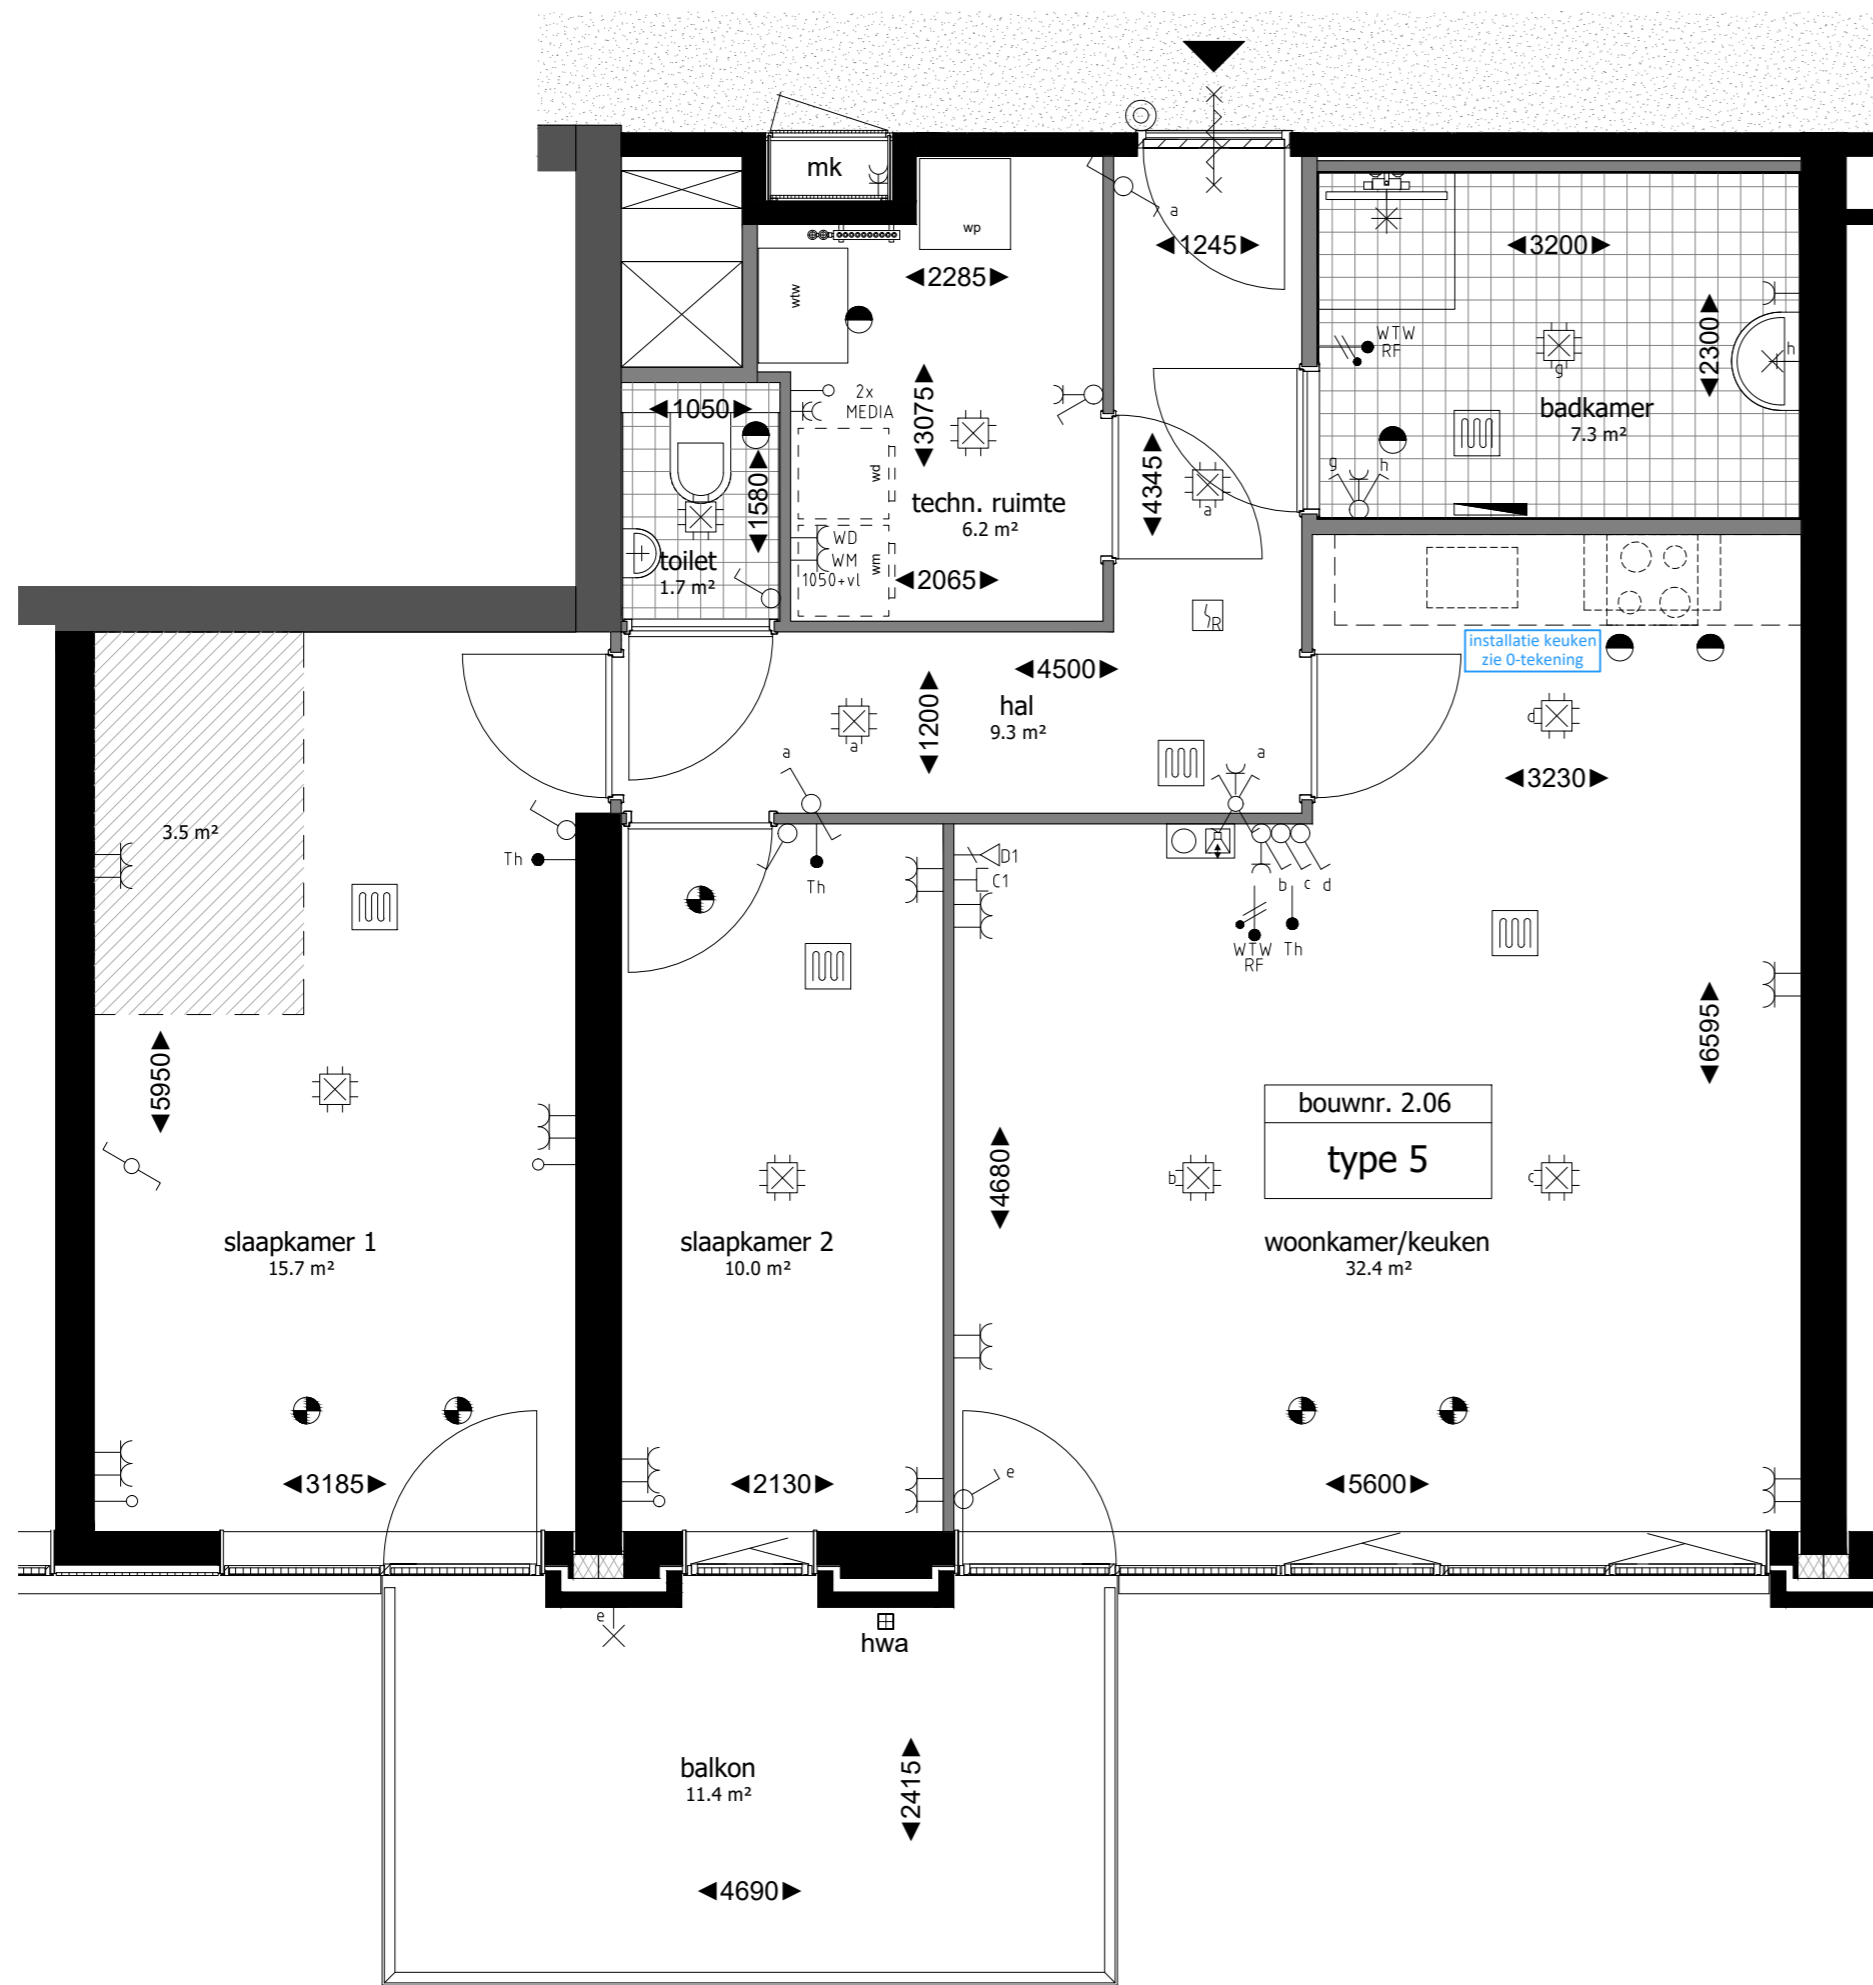 mk
wp
a
1245
3200
2285
wtw
WTW
RF
2300
h
g
badkamer
7.3 m²
2x
MEDIA
1050
3075
wd
1580
techn. ruimte
6.2 m²
4345
a
g
h
WD
WM
1050+vl
wm
toilet
1.7 m²
2065
R
installatie keuken
zie 0-tekening
4500
hal
9.3 m²
1200
a
a
a
d
3230
3.5 m²
Th
Th
D1
C1
b
c
d
WTW
RF
Th
5950
6595
bouwnr. 2.06
type 5
4680
b
c
slaapkamer 1
15.7 m²
slaapkamer 2
10.0 m²
woonkamer/keuken
32.4 m²
3185
2130
e
5600
e
hwa
balkon
11.4 m²
2415
4690